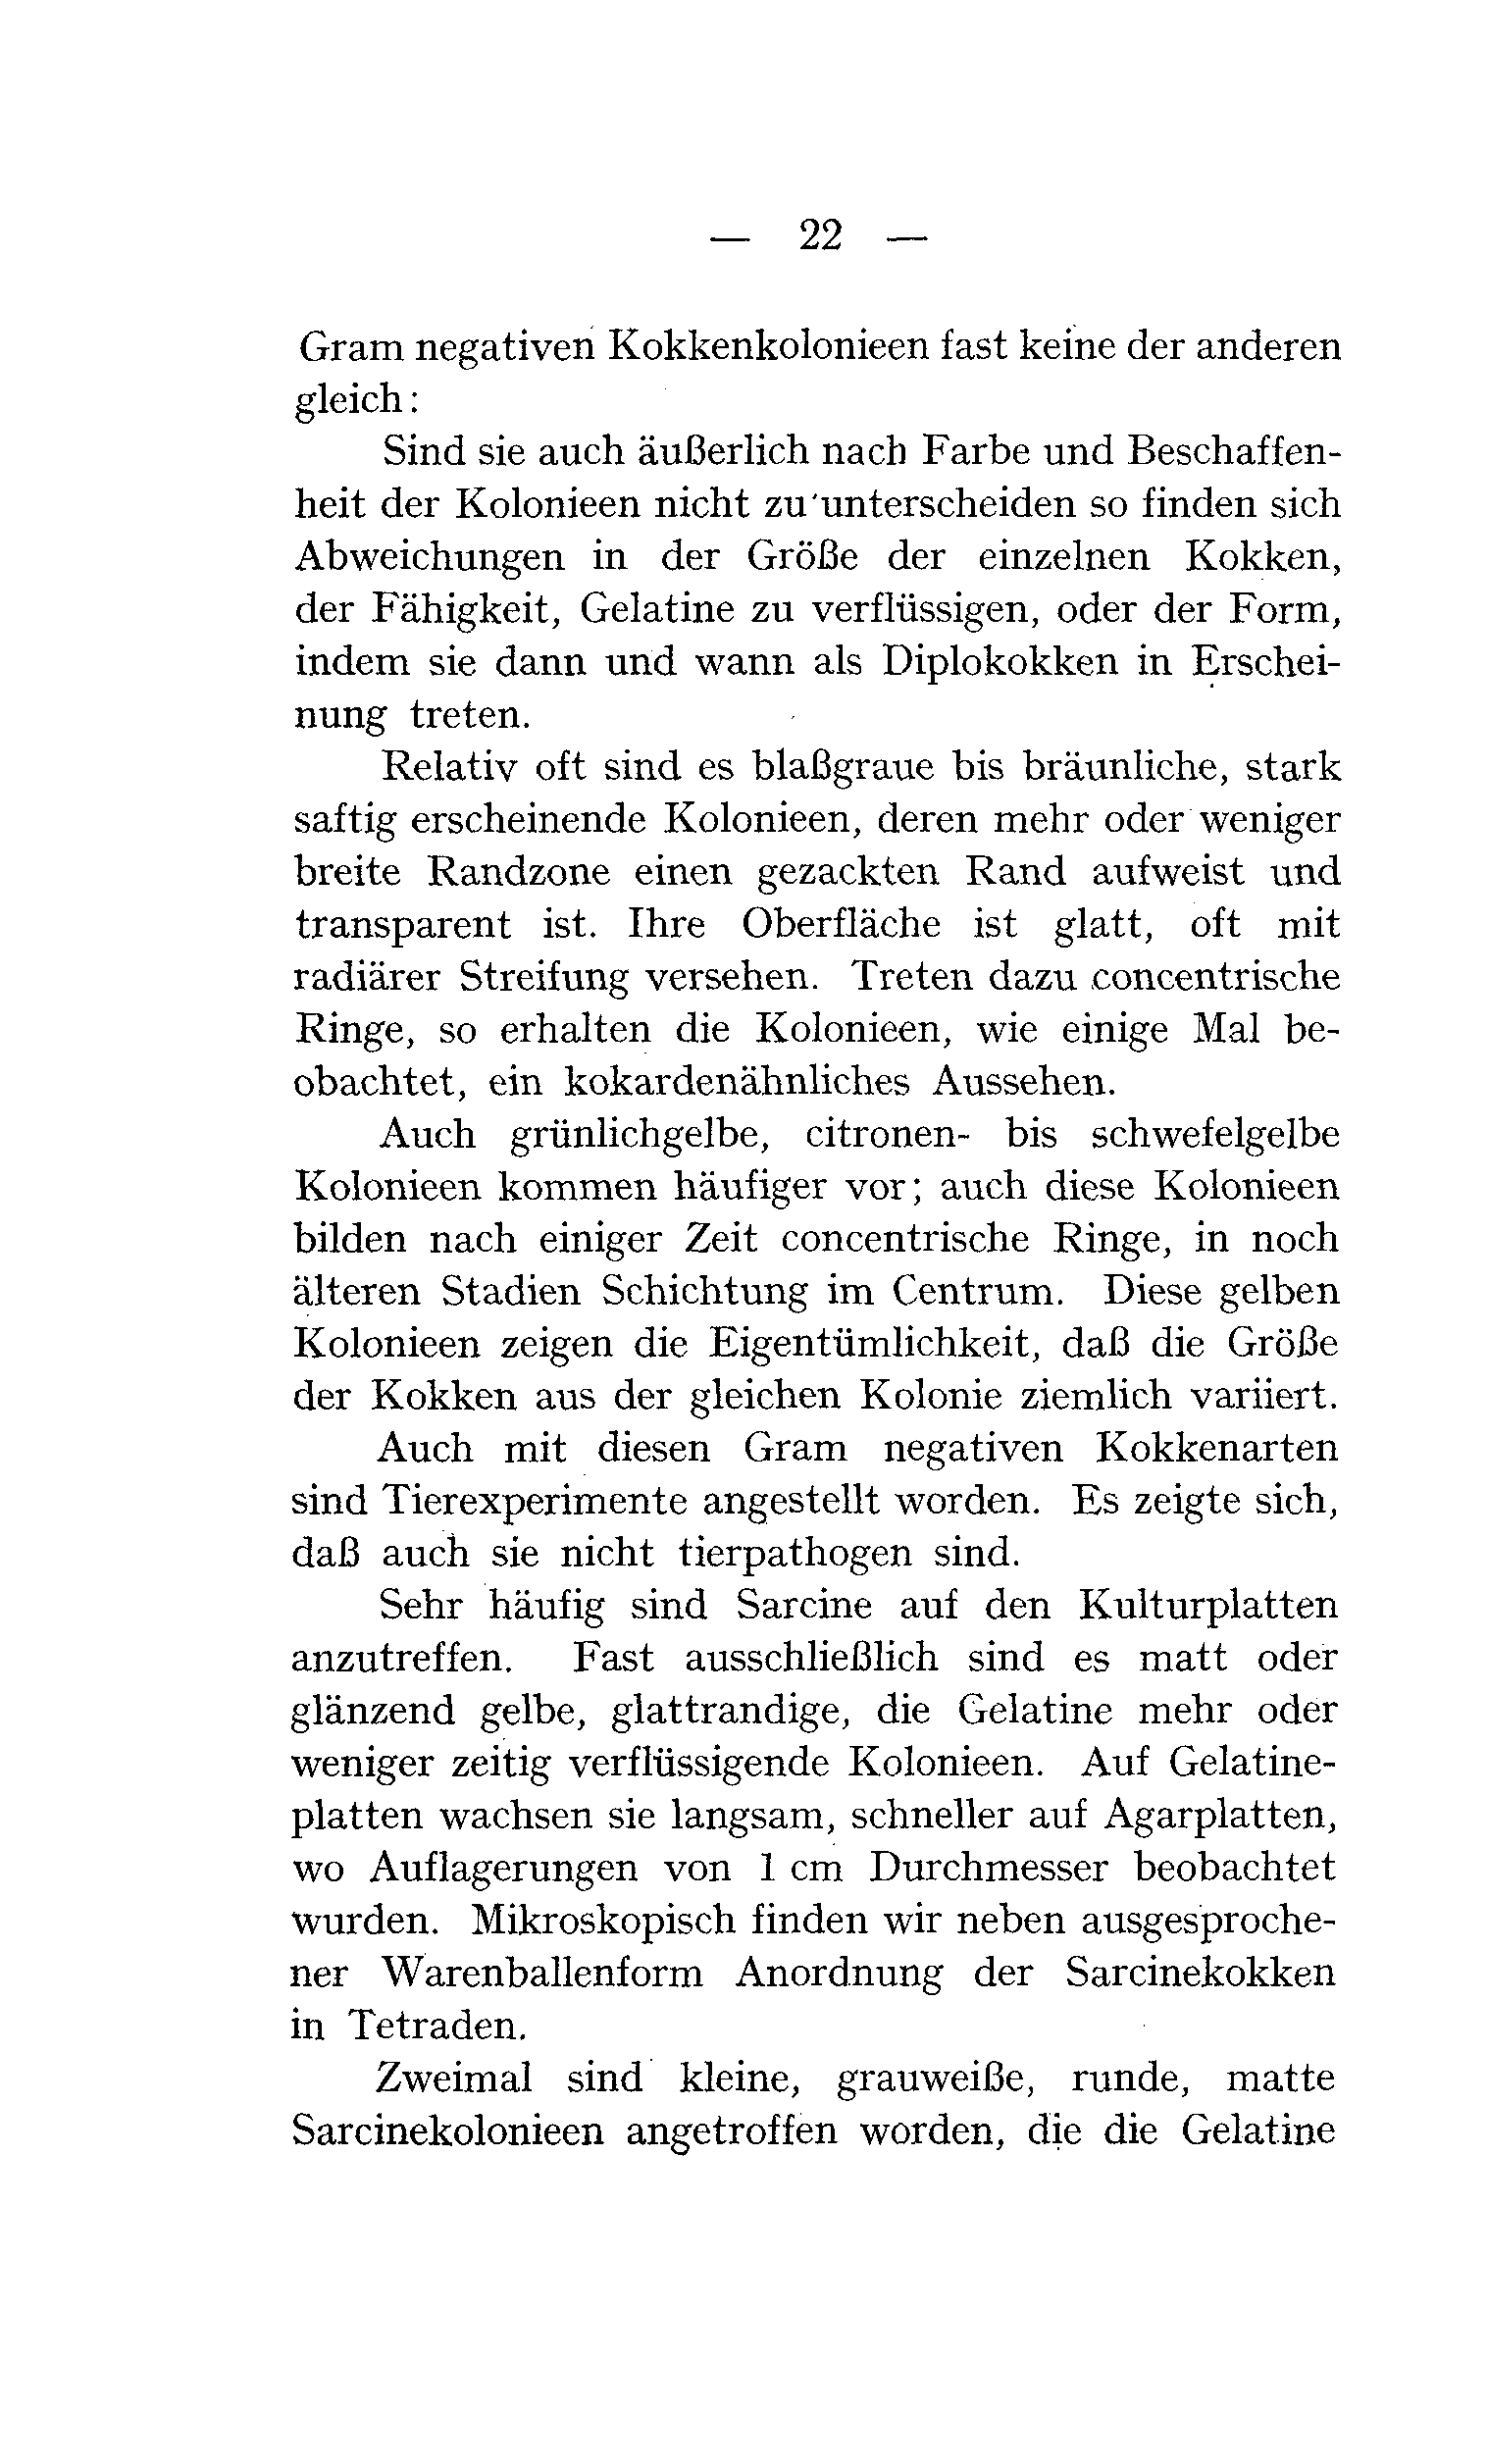 — 22 —
Gram negativen Kokkenkolonieen fast keine der anderen
gleich:
Sind sie auch äußerlich nach Farbe und Beschaffen-
heit der Kolonieen nicht zu unterscheiden so finden sich
Abweichungen in der Größe der einzelnen Kokken,
der Fähigkeit, Gelatine zu verflüssigen, oder der Form,
indem sie dann und wann als Diplokokken in Erschei-
nung treten.
Relativ oft sind es blaßgraue bis bräunliche, stark
saftig erscheinende Kolonieen, deren mehr oder weniger
breite Randzone einen gezackten Rand aufweist und
transparent ist. Ihre Oberfläche ist glatt, oft mit
radiärer Streifung versehen. Treten dazu concentrische
Ringe, so erhalten die Kolonieen, wie einige Mal be-
obachtet, ein kokardenähnliches Aussehen.
Auch grünlichgelbe, citronen- bis schwefelgelbe
Kolonieen kommen häufiger vor; auch diese Kolonieen
bilden nach einiger Zeit concentrische Ringe, in noch
älteren Stadien Schichtung im Centrum. Diese gelben
Kolonieen zeigen die Eigentümlichkeit, daß die Größe
der Kokken aus der gleichen Kolonie ziemlich variiert.
Auch mit diesen Gram negativen Kokkenarten
sind Tierexperimente angestellt worden. Es zeigte sich,
daß auch sie nicht tierpathogen sind.
Sehr häufig sind Sarcine auf den Kulturplatten
anzutreffen. Fast ausschließlich sind es matt oder
glänzend gelbe, glattrandige, die Gelatine mehr oder
weniger zeitig verflüssigende Kolonieen. Auf Gelatine-
platten wachsen sie langsam, schneller auf Agarplatten,
wo Auflagerungen von 1 cm Durchmesser beobachtet
wurden. Mikroskopisch finden wir neben ausgesproche-
ner Warenballenform Anordnung der Sarcinekokken
in Tetraden.
Zweimal sind kleine, grauweiße, runde, matte
Sarcinekolonieen angetroffen worden, die die Gelatine